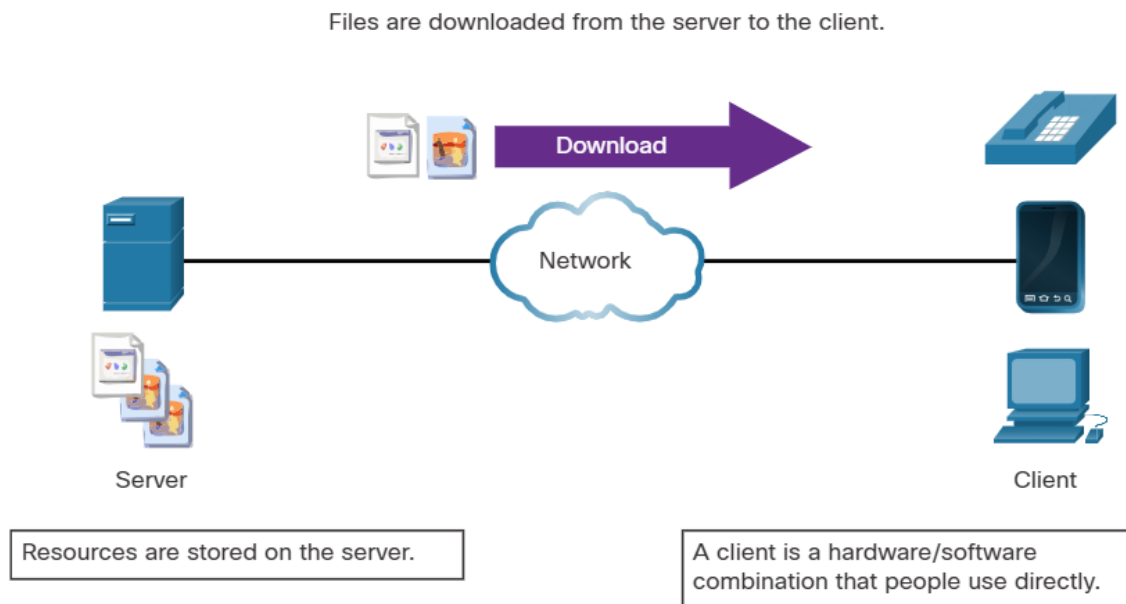 Files are downloaded from the server to the client.
Download
Network
Server
Client
Resources are stored on the server.
A client is a hardware/software
combination that people use directly.